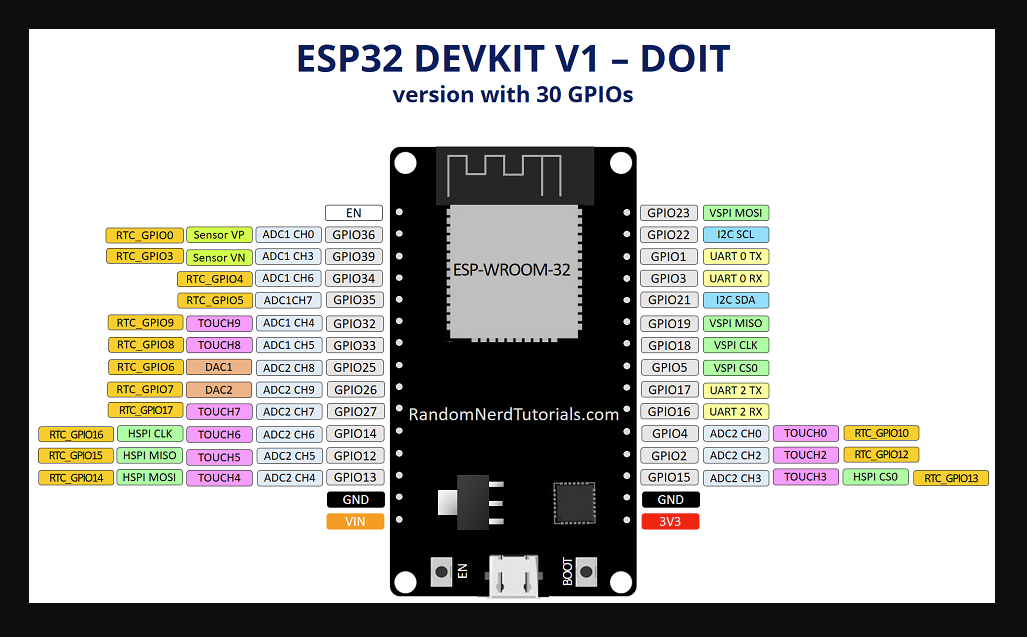 ESP32 DEVKIT V1 – DOIT
version with 30 GPIOs
EN
GPIO23 VSPI MOSI
RTC_GPIO0 Sensor VP ADC1 CH0 GPIO36
GPIO22 I2C SCL
RTC_GPIO3 Sensor VN ADC1 CH3 GPIO39
GPIO1 UART 0 TX
RTC_GPIO4 ADC1 CH6 GPIO34
GPIO3 UART 0 RX
ESP-WROOM-32
RTC_GPIO5 ADC1CH7 GPIO35
GPIO21 I2C SDA
RTC_GPIO9 TOUCH9 ADC1 CH4 GPIO32
GPIO19 VSPI MISO
RTC_GPIO8 TOUCH8 ADC1 CH5 GPIO33
GPIO18 VSPI CLK
RTC_GPIO6 DAC1 ADC2 CH8 GPIO25
GPIO5 VSPI CS0
RTC_GPIO7 DAC2 ADC2 CH9 GPIO26
GPIO17 UART 2 TX
RTC_GPIO17 TOUCH7 ADC2 CH7 GPIO27
GPIO16 UART 2 RX
RandomNerdTutorials.com
RTC_GPIO16 HSPI CLK TOUCH6 ADC2 CH6 GPIO14
GPIO4 ADC2 CH0 TOUCH0 RTC_GPIO10
RTC_GPIO15 HSPI MISO TOUCH5 ADC2 CH5 GPIO12
GPIO2 ADC2 CH2 TOUCH2 RTC_GPIO12
RTC_GPIO14 HSPI MOSI TOUCH4 ADC2 CH4 GPIO13
GPIO15 ADC2 CH3 TOUCH3 HSPI CS0 RTC_GPIO13
GND
GND
VIN
3V3
EN
BOOT